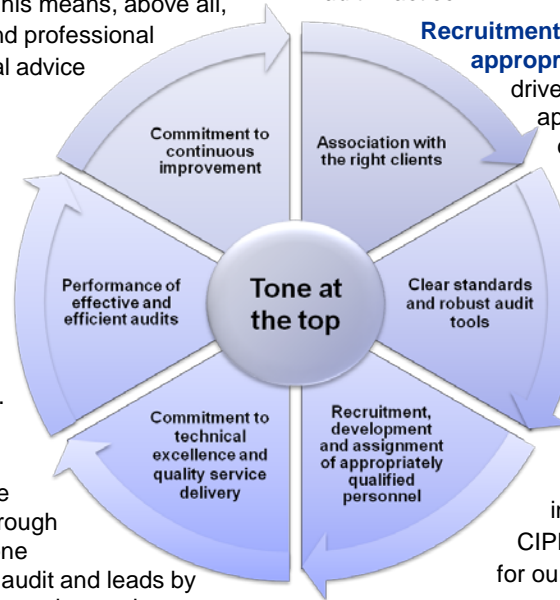 his means, above all,
nd professional
al advice
Recruitment
appropr
drive
ap
Commitment to
continuous
improvement
Association with
the right clients
Clear standards
and robust audit
tools
Recruitment,
development
and assignment
of appropriately
qualified
personnel
Commitment to
technical
excellence and
quality service
delivery
Performance of
effective and
efficient audits
Tone at
the top
e
rough
ne
audit and leads by
i
CIP
for ou